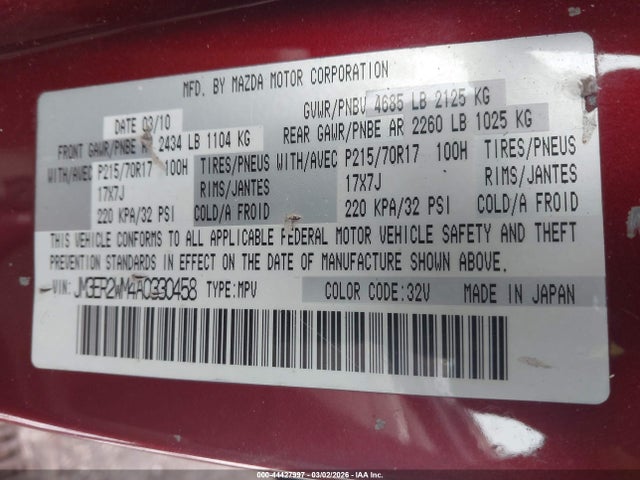 MFD. BY MAZDA MOTOR CORPORATION
DATE 03/10 GVWR/PNBV 4685 LB 2125 KG
FRONT GAWR/PNBE AV 2434 LB 1104 KG REAR GAWR/PNBE AR 2260 LB 1025 KG
WITH/AVEC P215/70R17 100H TIRES/PNEUS WITH/AVEC P215/70R17 100H TIRES/PNEUS
17X7J RIMS/JANTES 17X7J RIMS/JANTES
220 KPA/32 PSI COLD/A FROID 220 KPA/32 PSI COLD/A FROID
THIS VEHICLE CONFORMS TO ALL APPLICABLE FEDERAL MOTOR VEHICLE SAFETY AND THEFT
PREVENTION STANDARDS IN EFFECT ON THE DATE OF MANUFACTURE SHOWN ABOVE.
VIN: JM3ER2WM4A0330458 TYPE:MPV COLOR CODE:32V MADE IN JAPAN
000-44427997 - 03/02/2026 - IAA Inc.